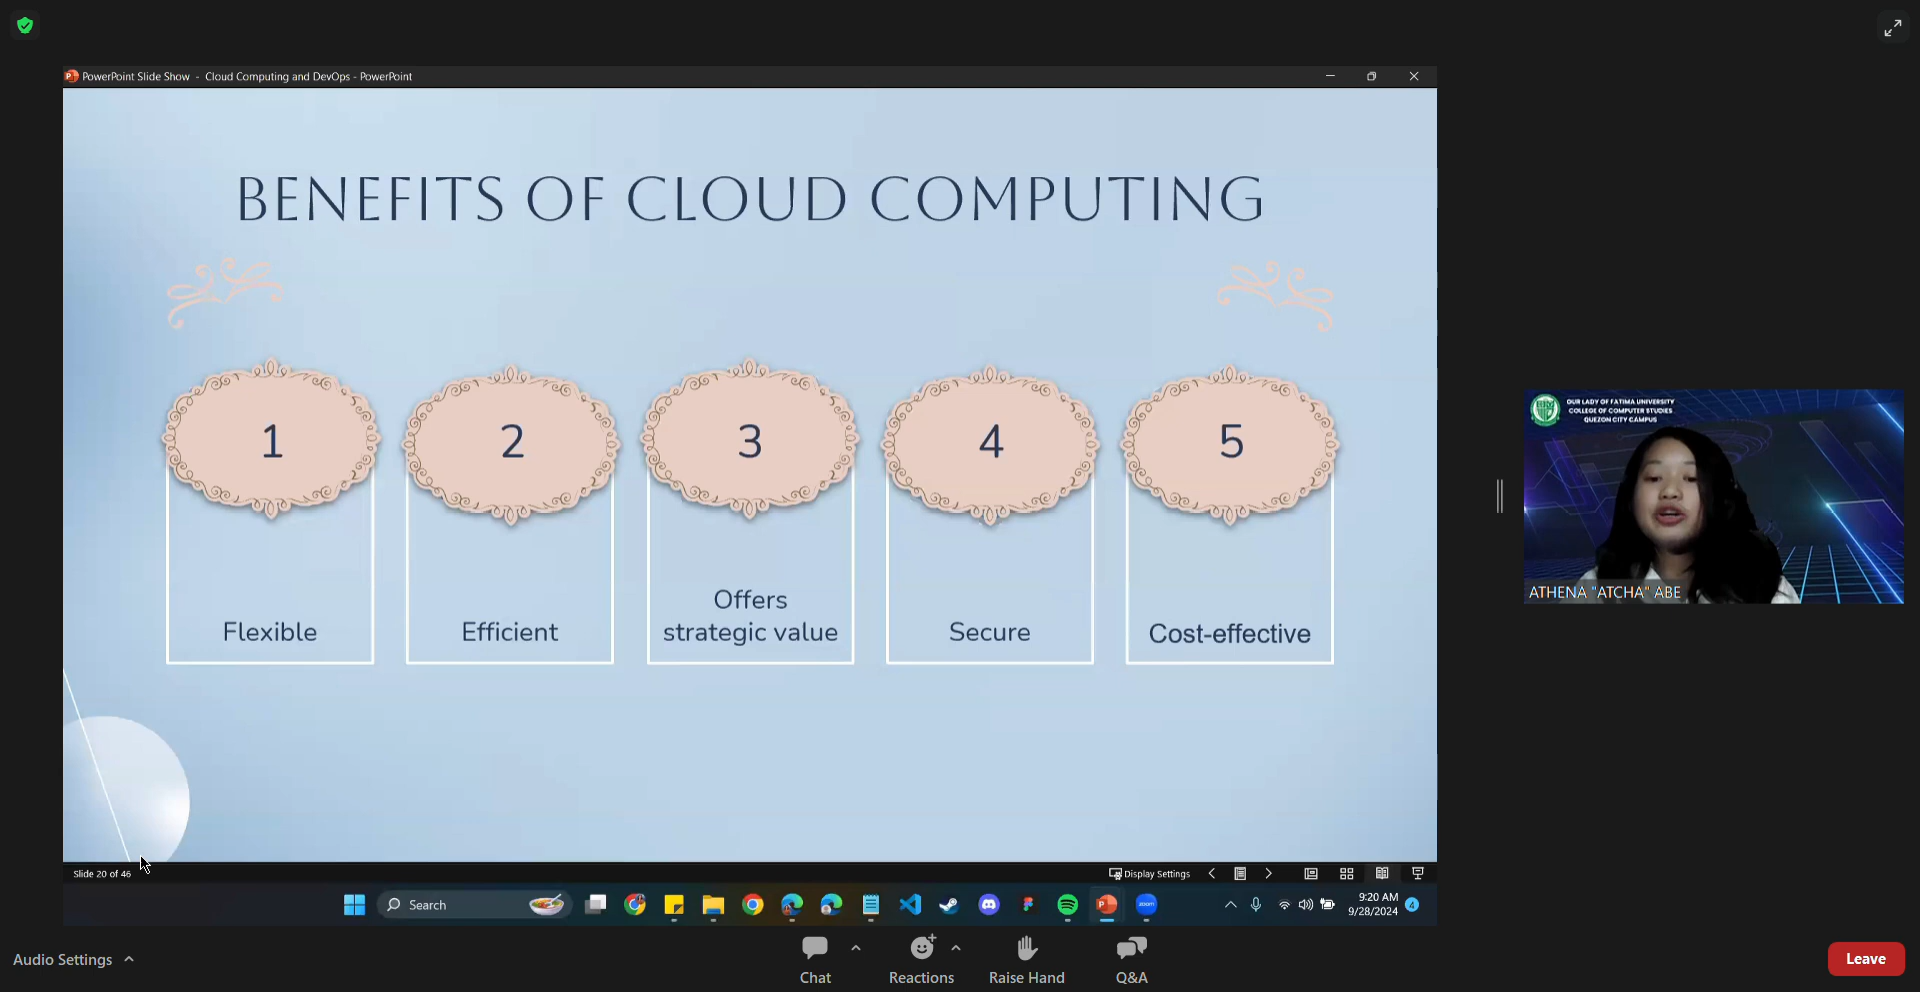 PowerPoint Slide Show - Cloud Computing and DevOps - PowerPoint
BENEFITS OF CLOUD COMPUTING
1
2
3
4
5
Flexible
Efficient
Offers
strategic value
Secure
Cost-effective
OUR LADY OF FATIMA UNIVERSITY
COLLEGE OF COMPUTER STUDIES
QUEZON CITY CAMPUS
ATHENA "ATCHA" ABE
Slide 20 of 46
Display Settings
Search
zoom
9:20 AM
9/28/2024
4
Audio Settings
Chat
Reactions
Raise Hand
Q&A
Leave